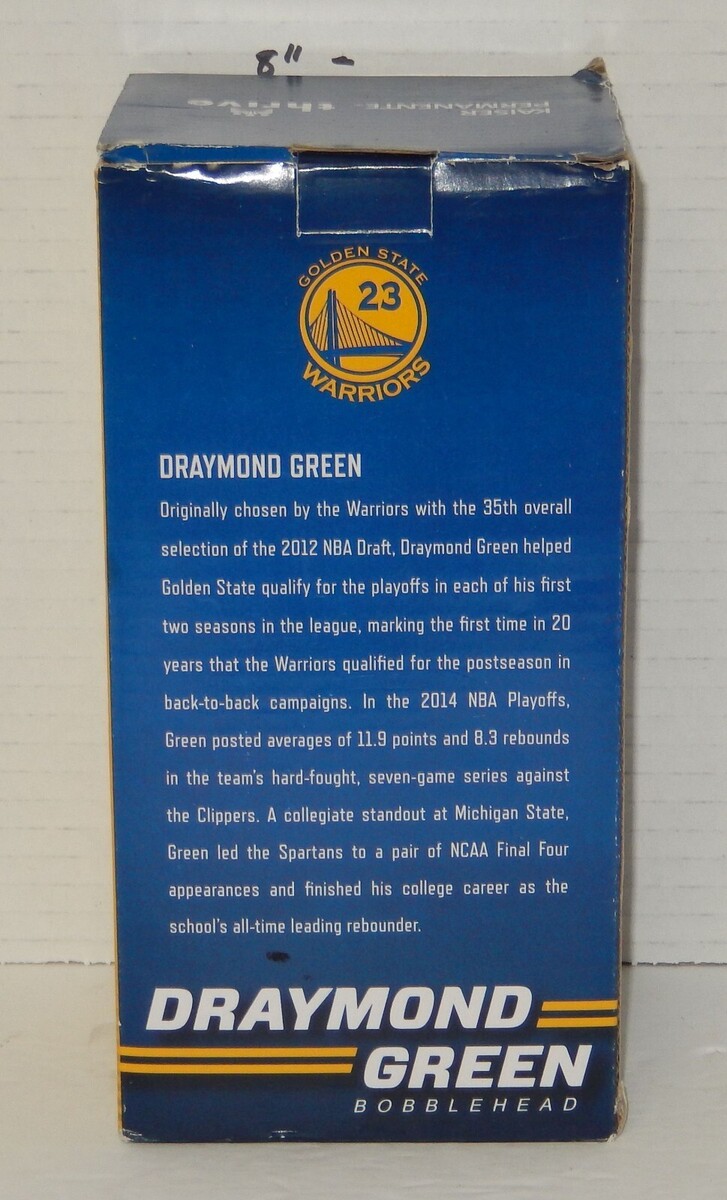 8" -
KAISER
PERMANENTE® thrive
GOLDEN STATE
23
WARRIORS
DRAYMOND GREEN
Originally chosen by the Warriors with the 35th overall
selection of the 2012 NBA Draft, Draymond Green helped
Golden State qualify for the playoffs in each of his first
two seasons in the league, marking the first time in 20
years that the Warriors qualified for the postseason in
back-to-back campaigns. In the 2014 NBA Playoffs,
Green posted averages of 11.9 points and 8.3 rebounds
in the team's hard-fought, seven-game series against
the Clippers. A collegiate standout at Michigan State,
Green led the Spartans to a pair of NCAA Final Four
appearances and finished his college career as the
school's all-time leading rebounder.
DRAYMOND
GREEN
BOBBLEHEAD